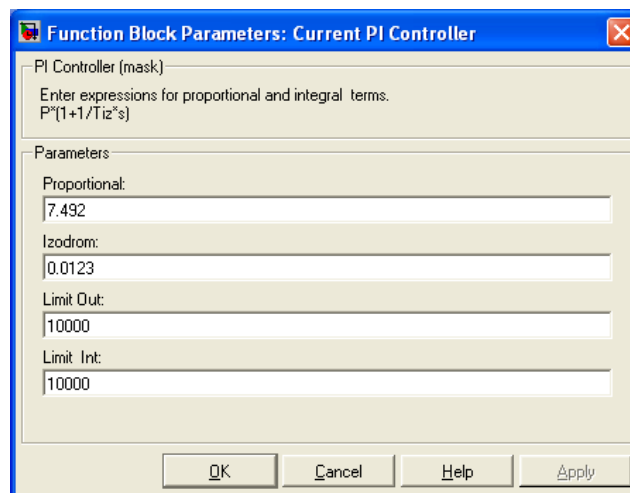 Function Block Parameters: Current PI Controller
PI Controller (mask)
Enter expressions for proportional and integral terms.
P*(1+1/Tiz*s)
Parameters
Proportional:
7.492
Izodrom:
0.0123
Limit Out:
10000
Limit Int:
10000
OK Cancel Help Apply